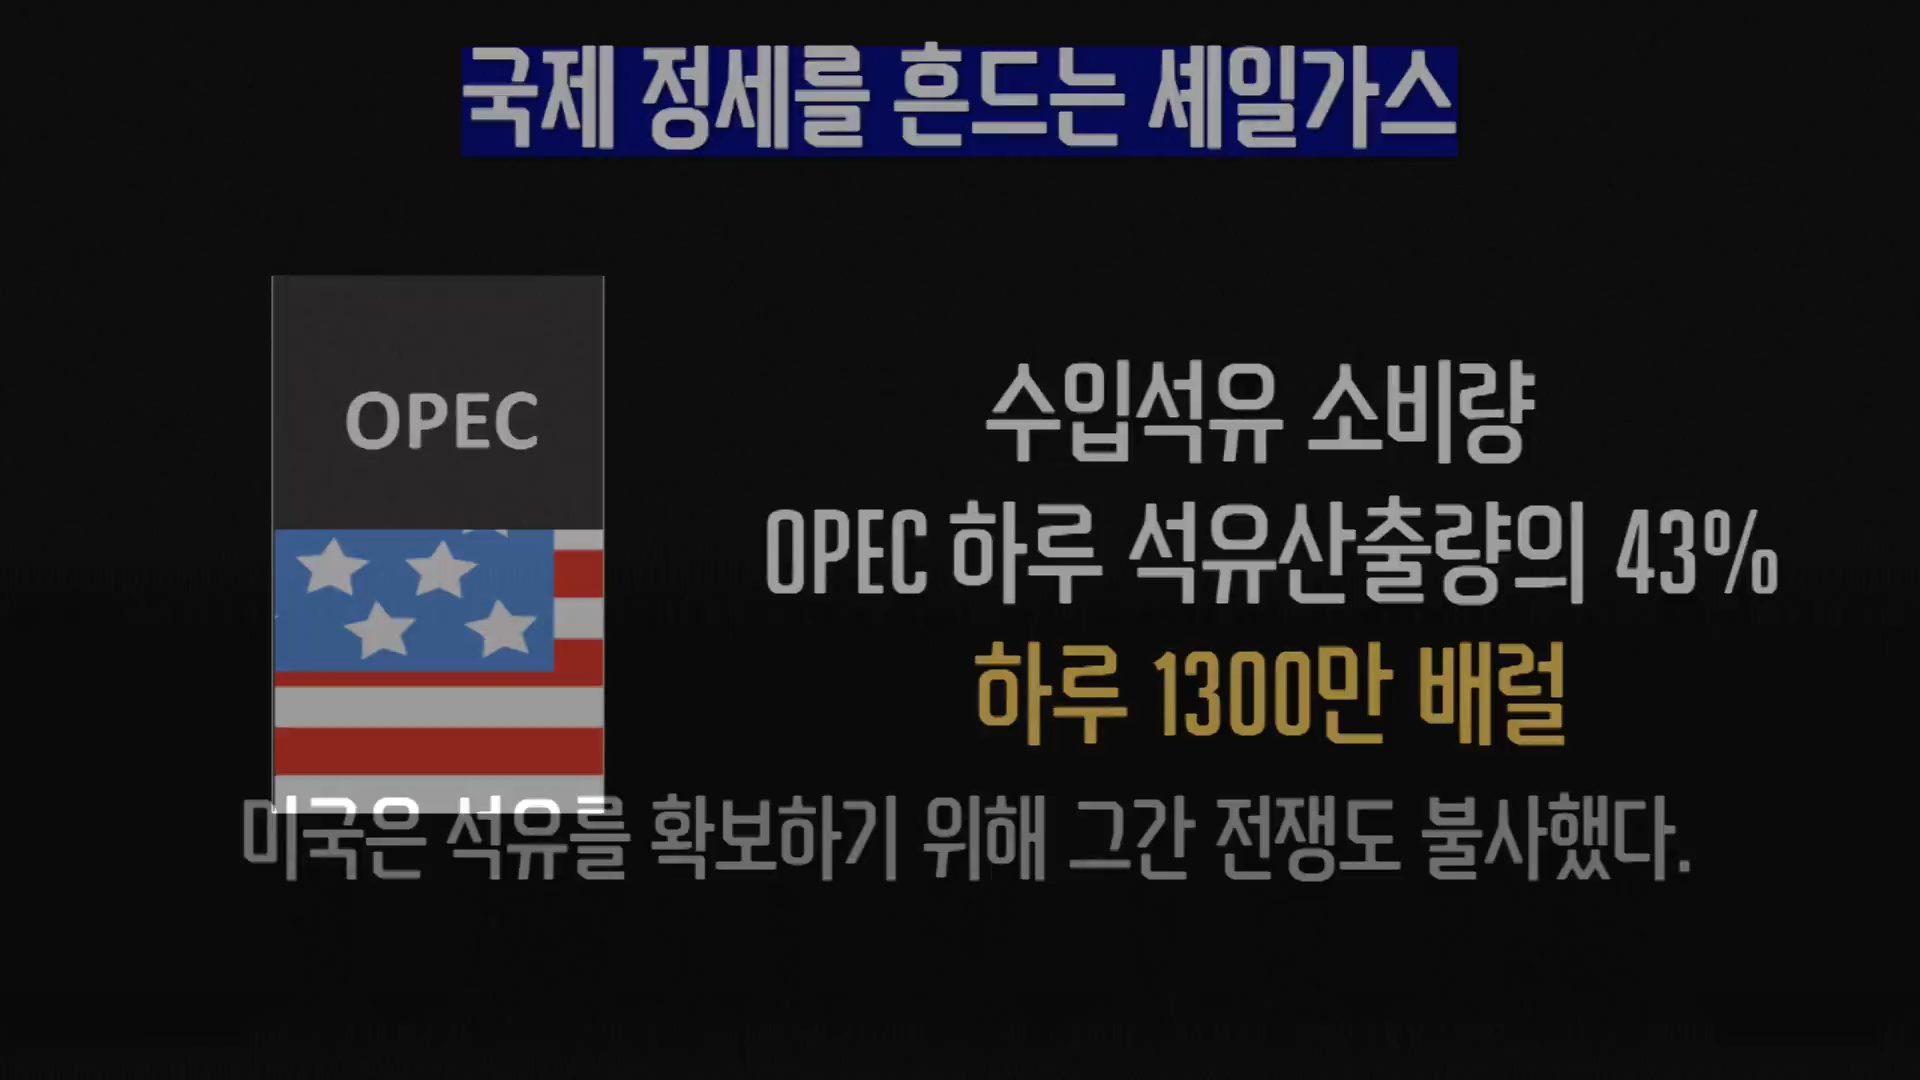 국제 정세를 흔드는 셰일가스
OPEC
수입석유 소비량
OPEC 하루 석유산출량의 43%
하루 1300만 배럴
미국은 석유를 확보하기 위해 그간 전쟁도 불사했다.